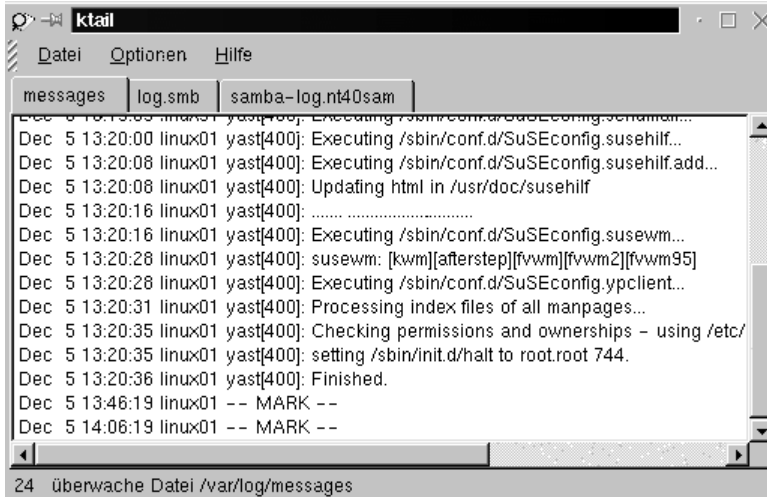 ktail
Datei Optionen Hilfe
messages log.smb samba-log.nt40sam
Dec 5 13:20:00 linux01 yast[400]: Executing /sbin/conf.d/SuSEconfig.susehilf...
Dec 5 13:20:08 linux01 yast[400]: Executing /sbin/conf.d/SuSEconfig.susehilf.add...
Dec 5 13:20:08 linux01 yast[400]: Updating html in /usr/doc/susehilf
Dec 5 13:20:16 linux01 yast[400]: ....... ............................
Dec 5 13:20:16 linux01 yast[400]: Executing /sbin/conf.d/SuSEconfig.susewm...
Dec 5 13:20:28 linux01 yast[400]: susewm: [kwm][afterstep][fvwm][fvwm2][fvwm95]
Dec 5 13:20:28 linux01 yast[400]: Executing /sbin/conf.d/SuSEconfig.ypclient...
Dec 5 13:20:31 linux01 yast[400]: Processing index files of all manpages...
Dec 5 13:20:35 linux01 yast[400]: Checking permissions and ownerships – using /etc/
Dec 5 13:20:35 linux01 yast[400]: setting /sbin/init.d/halt to root.root 744.
Dec 5 13:20:36 linux01 yast[400]: Finished.
Dec 5 13:46:19 linux01 -- MARK --
Dec 5 14:06:19 linux01 -- MARK --
24 überwache Datei /var/log/messages